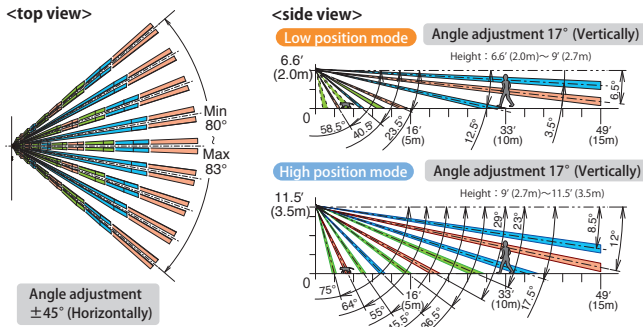 <top view>
Min
80°
~
Max
83°
Angle adjustment
±45° (Horizontally)
<side view>
Low position mode
Angle adjustment 17° (Vertically)
Height : 6.6' (2.0m)～ 9' (2.7m)
6.6'
(2.0m)
0
58.5°
40.5°
23.5°
16'
(5m)
12.5°
33'
(10m)
3.5°
6.5°
49'
(15m)
High position mode
Angle adjustment 17° (Vertically)
Height : 9' (2.7m)～11.5' (3.5m)
11.5'
(3.5m)
29°
23°
8.5°
12°
0
75°
64°
55°
45.5°
36.5°
16'
(5m)
33'
(10m)
17.5°
49'
(15m)